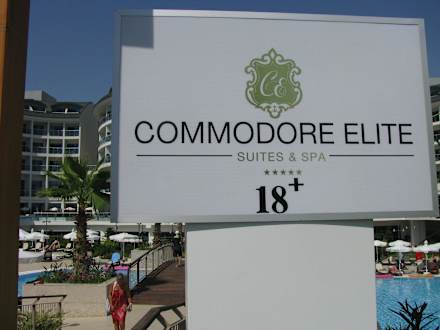 CE
COMMODORE ELITE
SUITES & SPA
★★★★★
18+